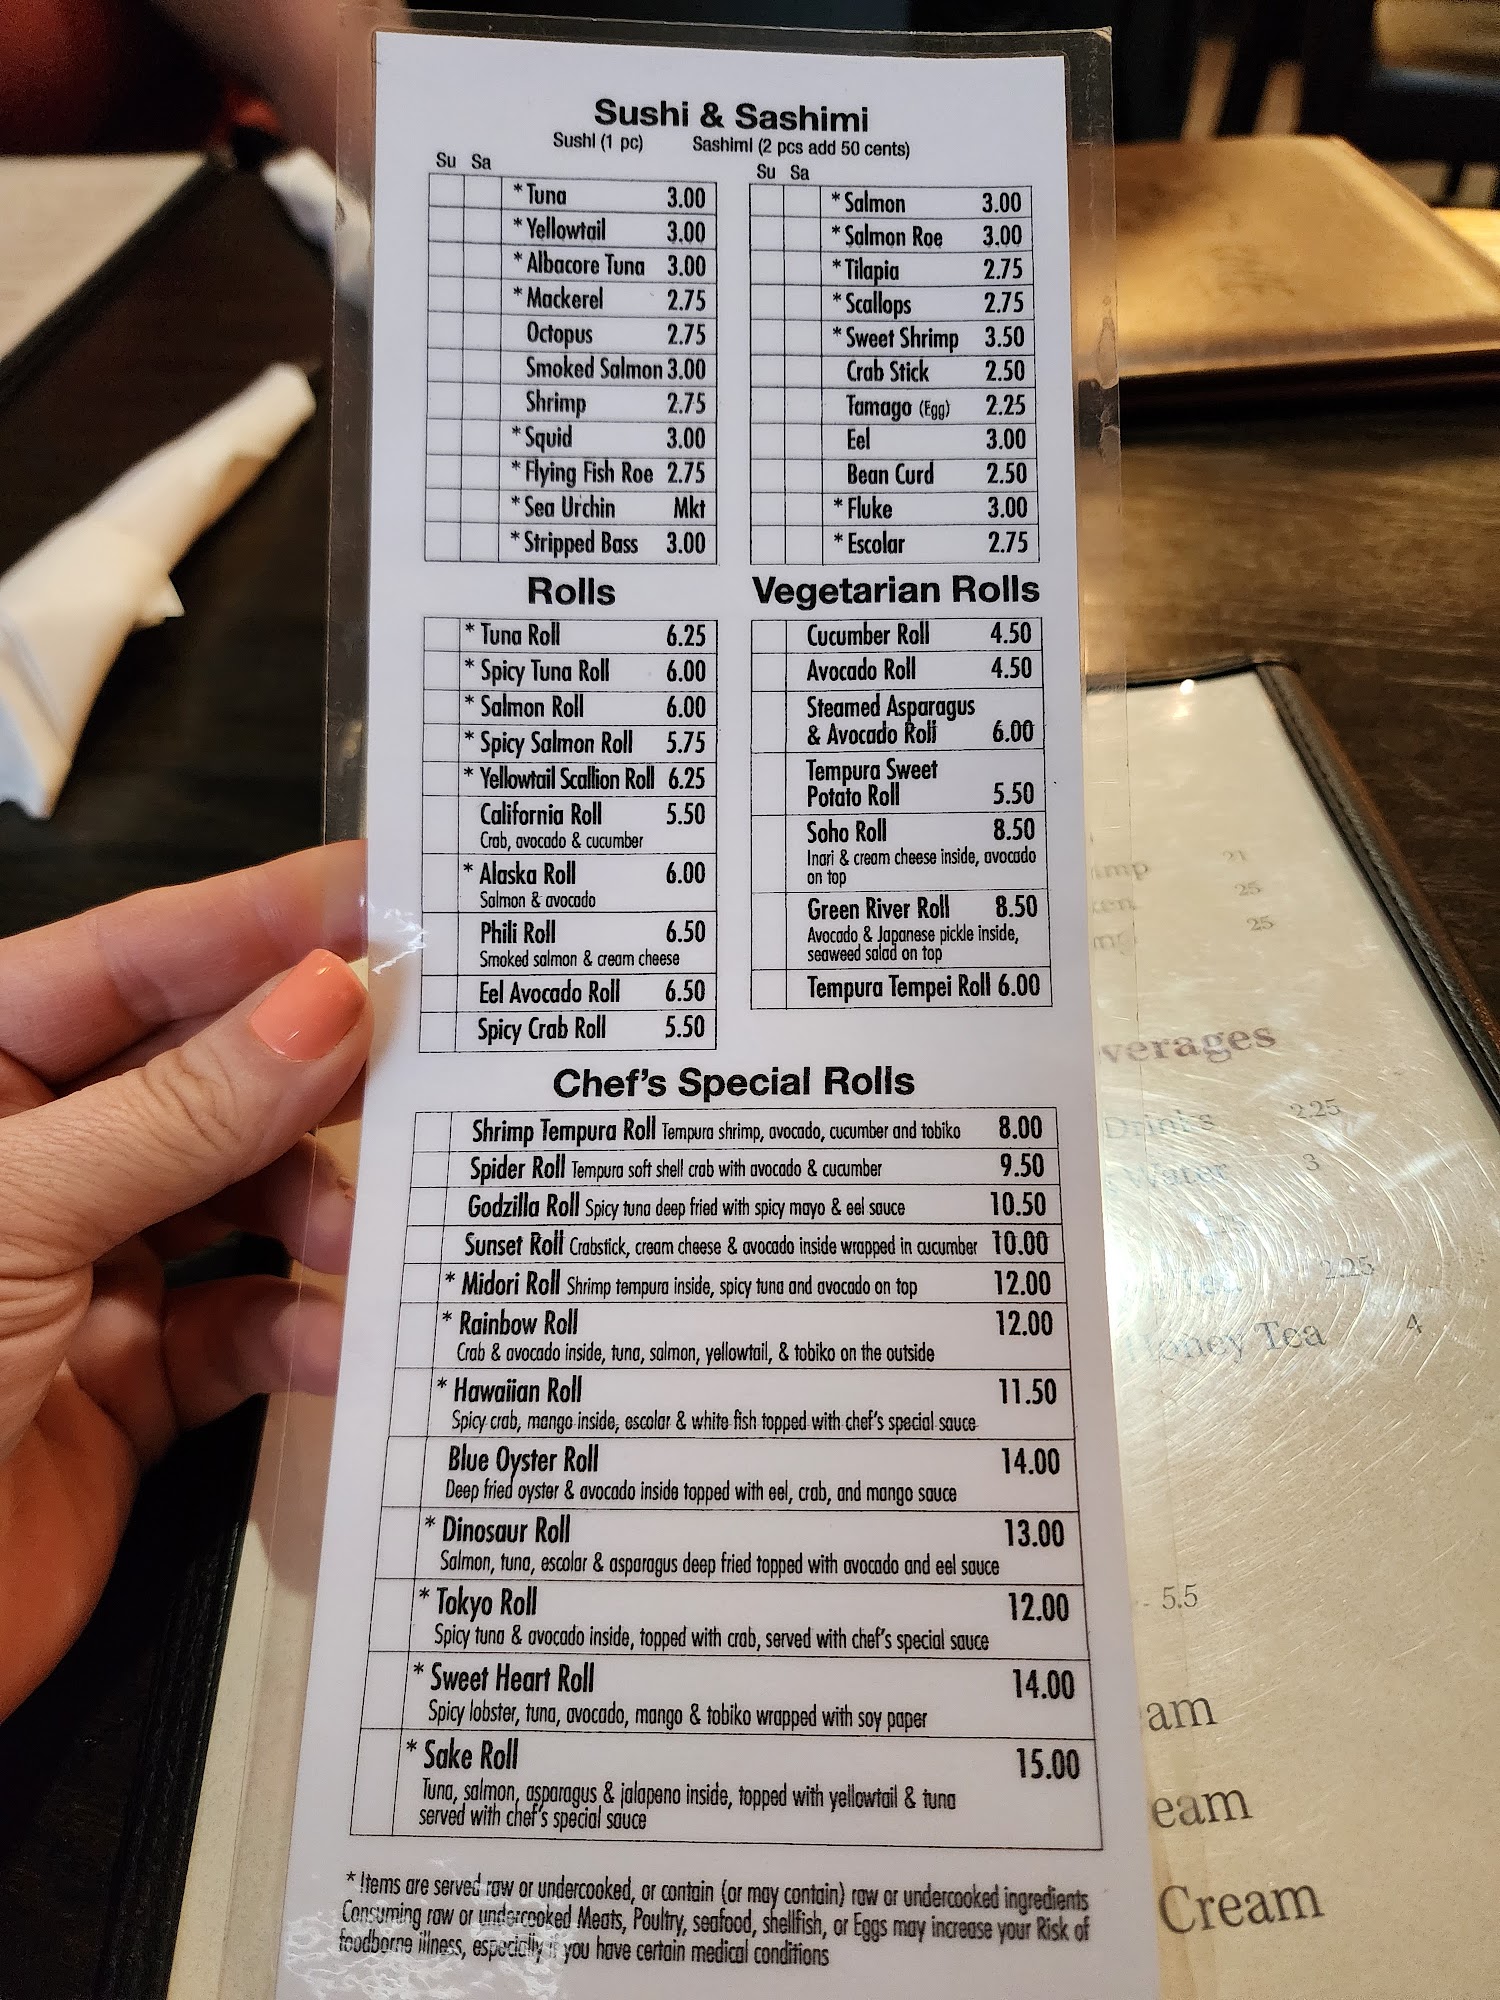 Sushi & Sashimi
Sushi (1 pc) Sashimi (2 pcs add 50 cents)
Su Sa
* Tuna 3.00
* Yellowtail 3.00
* Albacore Tuna 3.00
* Mackerel 2.75
Octopus 2.75
Smoked Salmon 3.00
Shrimp 2.75
* Squid 3.00
* Flying Fish Roe 2.75
* Sea Urchin Mkt
* Stripped Bass 3.00
Su Sa
* Salmon 3.00
* Salmon Roe 3.00
* Tilapia 2.75
* Scallops 2.75
* Sweet Shrimp 3.50
Crab Stick 2.50
Tamago (Egg) 2.25
Eel 3.00
Bean Curd 2.50
* Fluke 3.00
* Escolar 2.75
Rolls
* Tuna Roll 6.25
* Spicy Tuna Roll 6.00
* Salmon Roll 6.00
* Spicy Salmon Roll 5.75
* Yellowtail Scallion Roll 6.25
California Roll 5.50
Crab, avocado & cucumber
* Alaska Roll 6.00
Salmon & avocado
Phili Roll 6.50
Smoked salmon & cream cheese
Eel Avocado Roll 6.50
Spicy Crab Roll 5.50
Vegetarian Rolls
Cucumber Roll 4.50
Avocado Roll 4.50
Steamed Asparagus
& Avocado Roll 6.00
Tempura Sweet
Potato Roll 5.50
Soho Roll 8.50
Inari & cream cheese inside, avocado
on top
Green River Roll 8.50
Avocado & Japanese pickle inside,
seaweed salad on top
Tempura Tempei Roll 6.00
Chef's Special Rolls
Shrimp Tempura Roll Tempura shrimp, avocado, cucumber and tobiko 8.00
Spider Roll Tempura soft shell crab with avocado & cucumber 9.50
Godzilla Roll Spicy tuna deep fried with spicy mayo & eel sauce 10.50
Sunset Roll Crabstick, cream cheese & avocado inside wrapped in cucumber 10.00
* Midori Roll Shrimp tempura inside, spicy tuna and avocado on top 12.00
* Rainbow Roll 12.00
Crab & avocado inside, tuna, salmon, yellowtail, & tobiko on the outside
* Hawaiian Roll 11.50
Spicy crab, mango inside, escolar & white fish topped with chef's special sauce
Blue Oyster Roll 14.00
Deep fried oyster & avocado inside topped with eel, crab, and mango sauce
* Dinosaur Roll 13.00
Salmon, tuna, escolar & asparagus deep fried topped with avocado and eel sauce
* Tokyo Roll 12.00
Spicy tuna & avocado inside, topped with crab, served with chef's special sauce
* Sweet Heart Roll 14.00
Spicy lobster, tuna, avocado, mango & tobiko wrapped with soy paper
* Sake Roll 15.00
Tuna, salmon, asparagus & jalapeno inside, topped with yellowtail & tuna
served with chef's special sauce
* Items are served raw or undercooked, or contain (or may contain) raw or undercooked ingredients
Consuming raw or undercooked Meats, Poultry, seafood, shellfish, or Eggs may increase your Risk of
foodborne illness, especially if you have certain medical conditions
21
25
25
verages
Drinks 2.25
Water 3
2.25
Honey Tea 4
5.5
am
eam
Cream